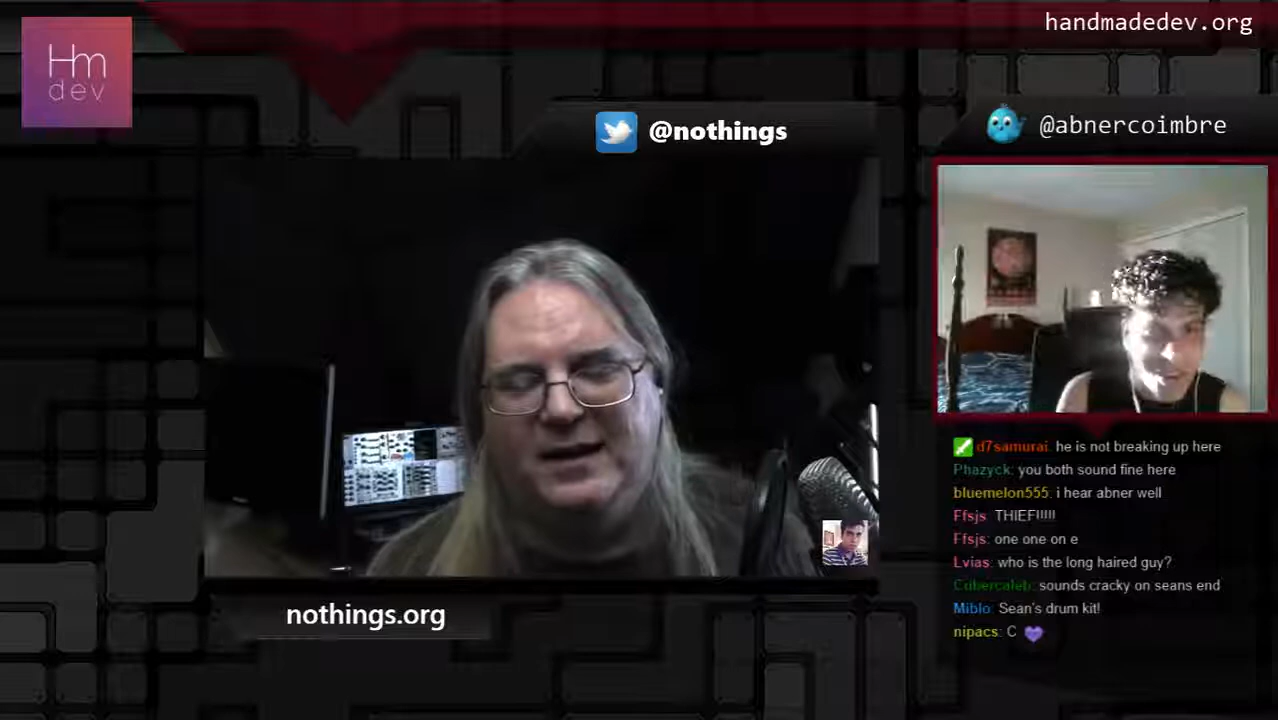 handmadedev.org
Hm
dev
@nothings
@abnercoimbre
d7samurai: he is not breaking up here
Phazyck: you both sound fine here
bluemelon555: i hear abner well
Ffsjs: THIEF!!!!!
Ffsjs: one one on e
Lvias: who is the long haired guy?
Cubercaleb: sounds cracky on seans end
Miblo: Sean's drum kit!
nipacs: C
nothings.org